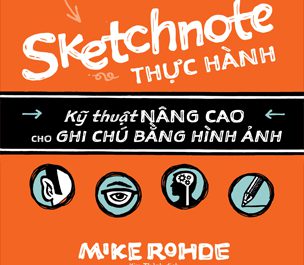 Sketchnote
THỰC HÀNH
Kỹ thuật NÂNG CAO
CHO GHI CHÚ BẰNG HÌNH ẢNH
MIKE ROHDE